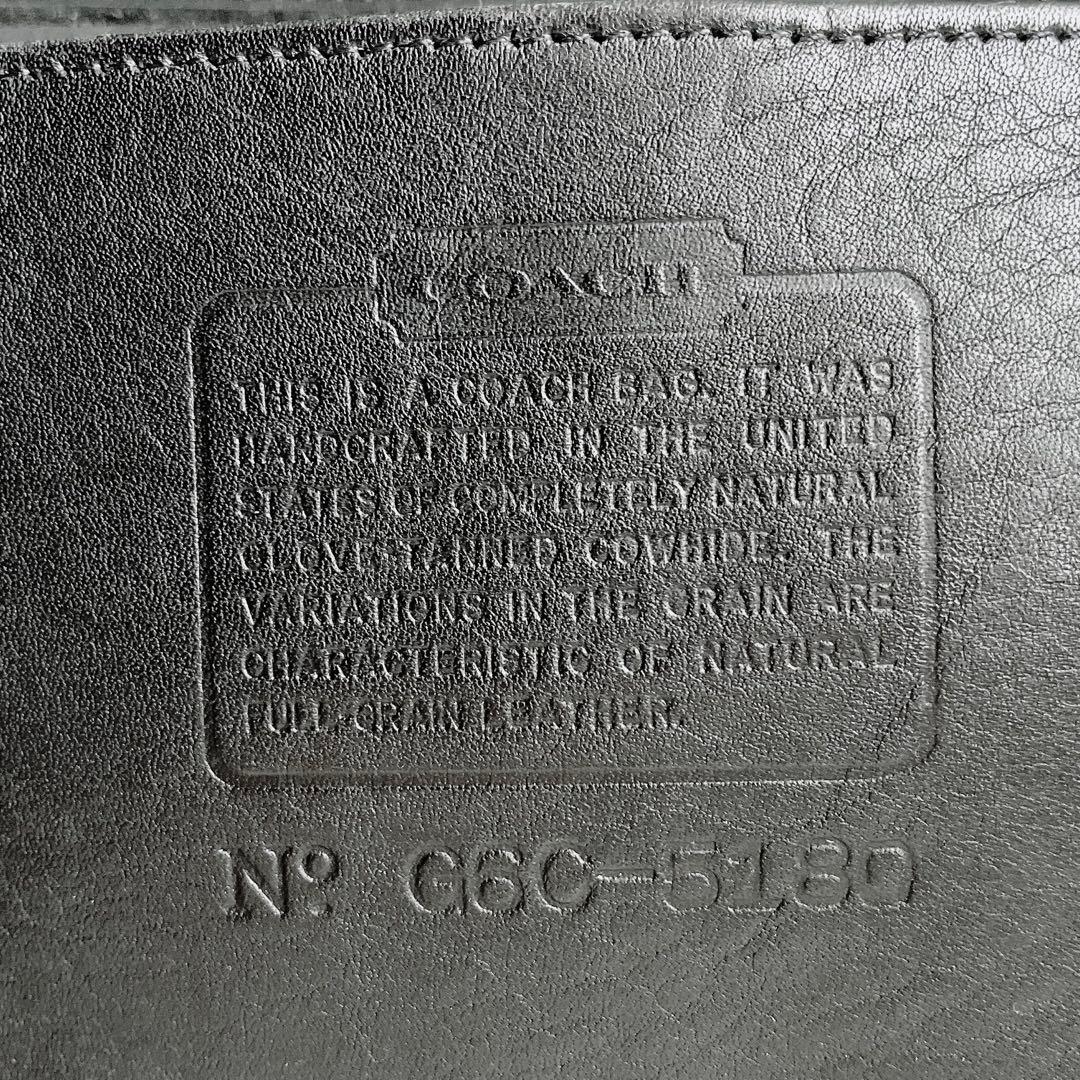 COACH
THIS IS A COACH BAG. IT WAS
HANDCRAFTED IN THE UNITED
STATES OF COMPLETELY NATURAL
GLOVE TANNED COWHIDE. THE
VARIATIONS IN THE GRAIN ARE
CHARACTERISTIC OF NATURAL
FULL GRAIN LEATHER.
Nº G6C-5180